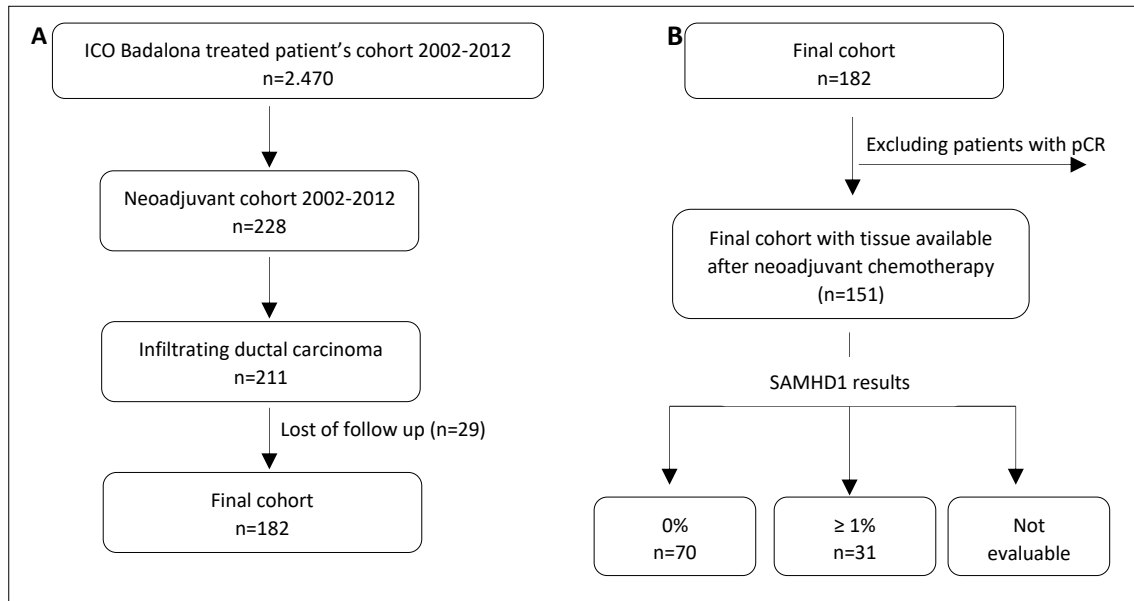 A
ICO Badalona treated patient’s cohort 2002-2012
n=2.470
Neoadjuvant cohort 2002-2012
n=228
Infiltrating ductal carcinoma
n=211
Lost of follow up (n=29)
Final cohort
n=182
B
Final cohort
n=182
Excluding patients with pCR
Final cohort with tissue available
after neoadjuvant chemotherapy
(n=151)
SAMHD1 results
0%
n=70
≥ 1%
n=31
Not
evaluable